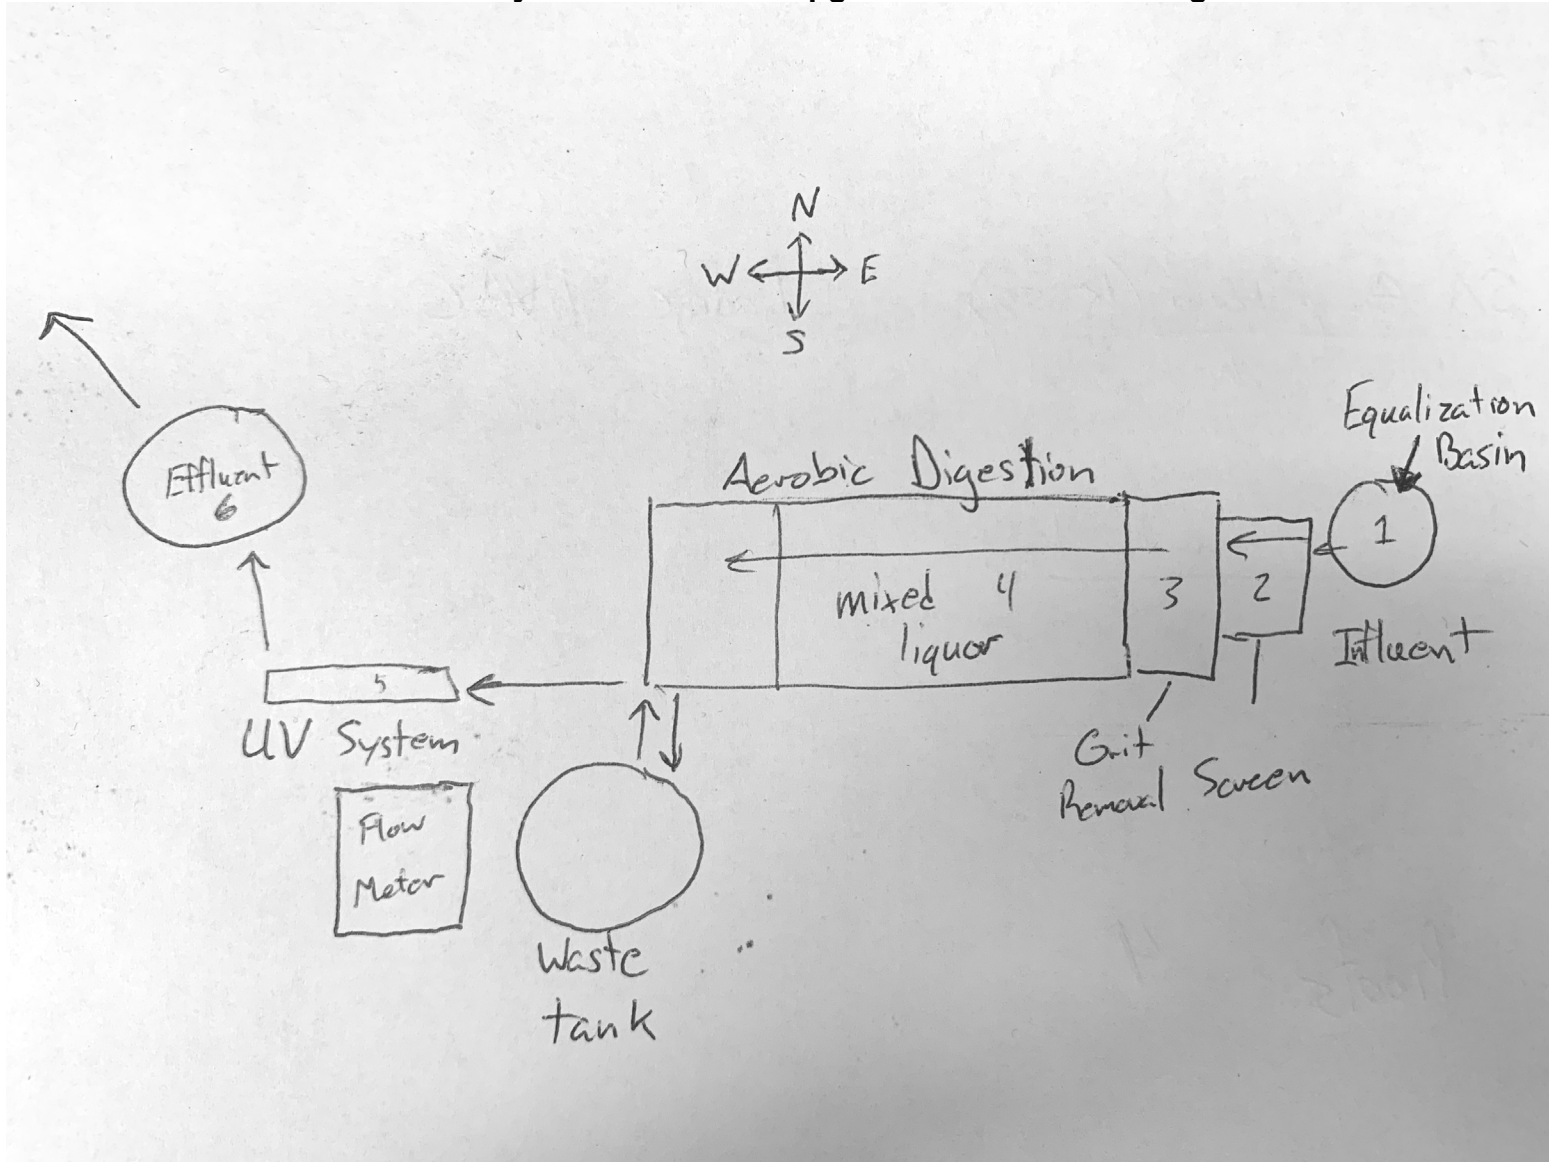 N
W E
S
Equalization
Basin
Aerobic Digestion
Effluent
6
1
mixed 4
liquor
3
2
Influent
5
UV System
Grit
Removal
Screen
Flow
Meter
Waste
tank